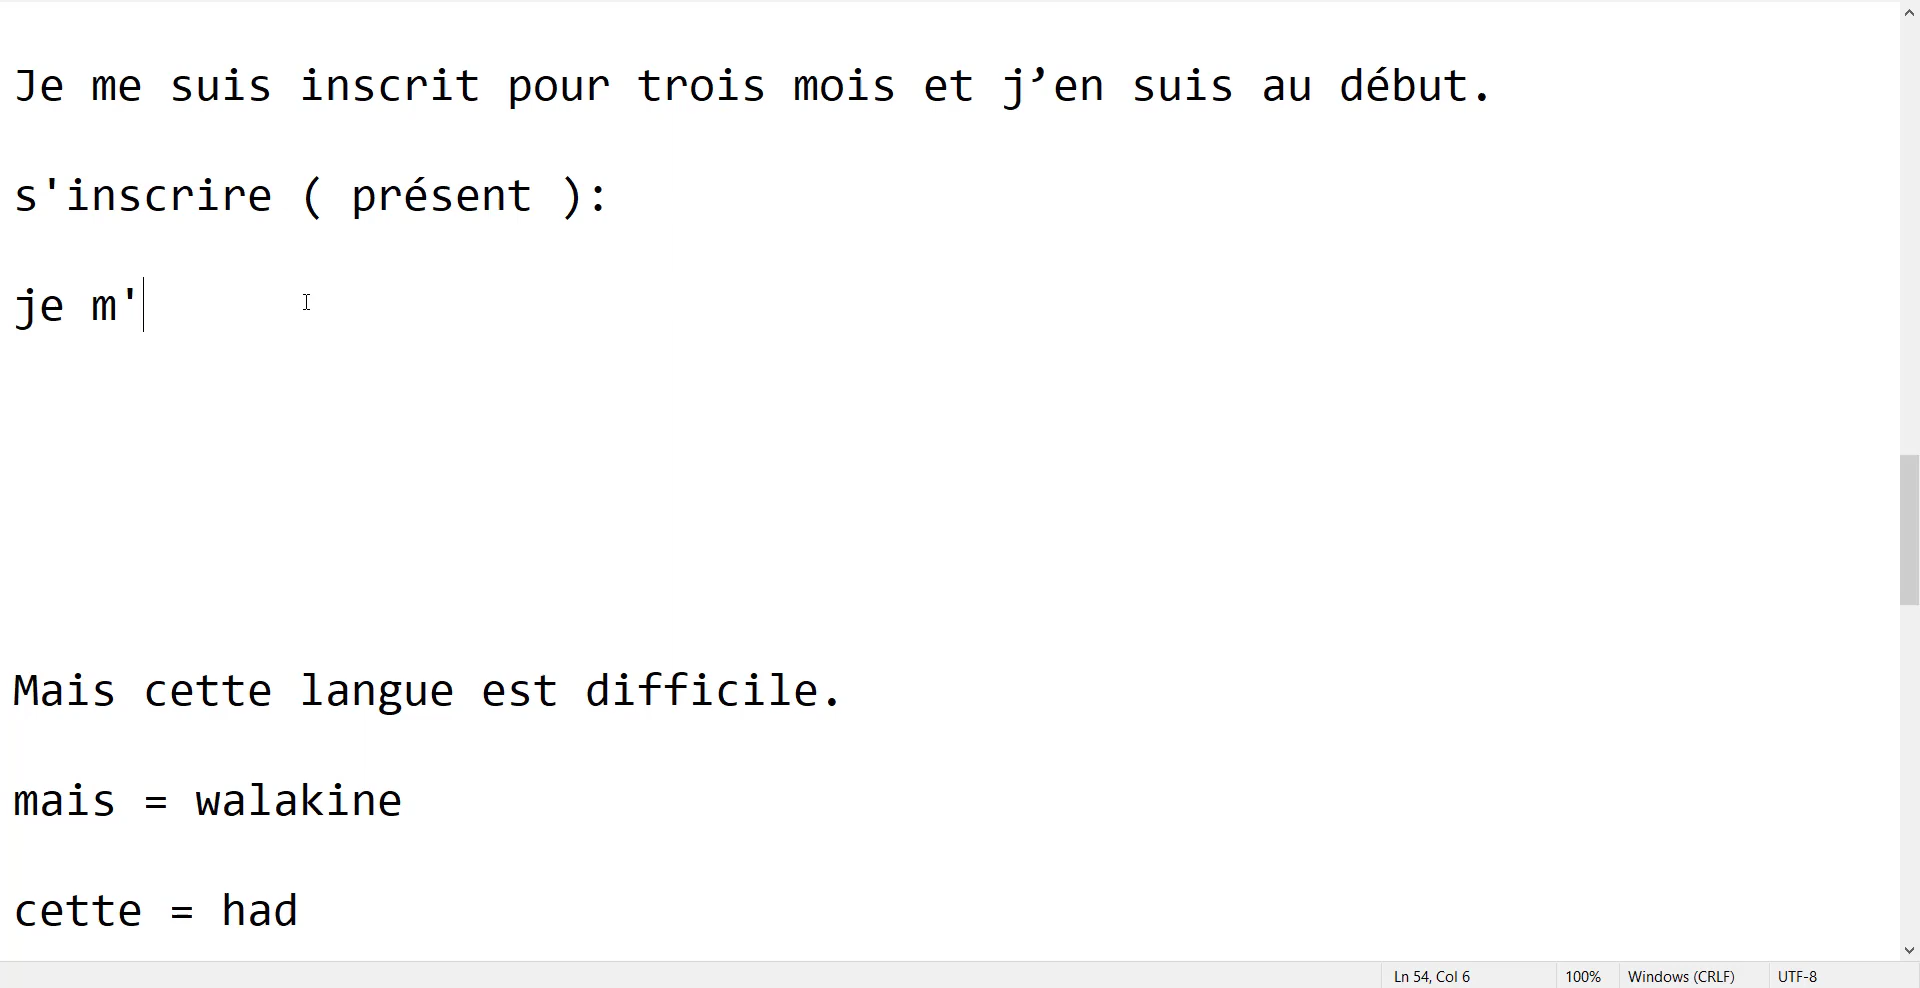 Je me suis inscrit pour trois mois et j’en suis au début.
s'inscrire ( présent ):
je m'
Mais cette langue est difficile.
mais = walakine
cette = had
Ln 54, Col 6 100% Windows (CRLF) UTF-8